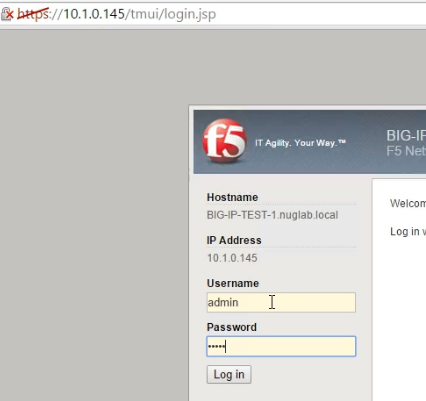 https://10.1.0.145/tmui/login.jsp
f5 IT Agility. Your Way.™
BIG-IP
F5 Net
Hostname
BIG-IP-TEST-1.nuglab.local
IP Address
10.1.0.145
Username
admin
Password
•••••
Log in
Welcom
Log in w